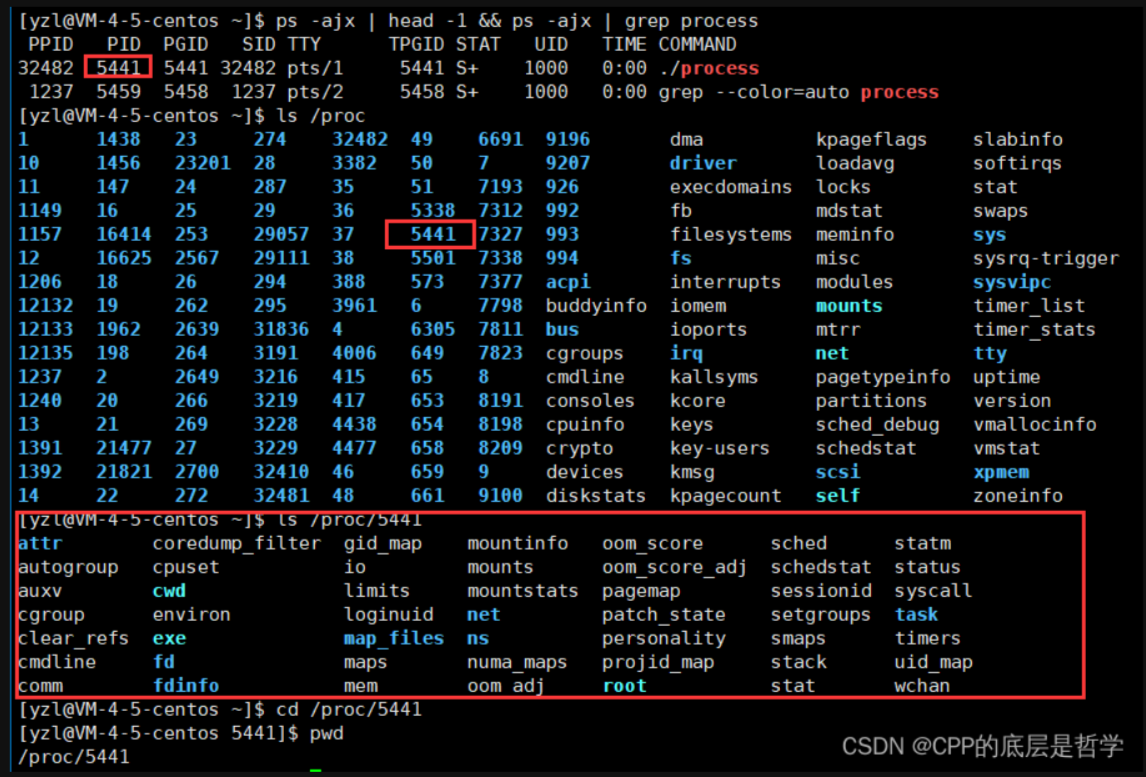 [yzl@VM-4-5-centos ~]$ ps -ajx | head -1 && ps -ajx | grep process
PPID PID PGID SID TTY TPGID STAT UID TIME COMMAND
32482 5441 5441 32482 pts/1 5441 S+ 1000 0:00 ./process
1237 5459 5458 1237 pts/2 5458 S+ 1000 0:00 grep --color=auto process
[yzl@VM-4-5-centos ~]$ ls /proc
1 1438 23 274 32482 49 6691 9196 dma kpageflags slabinfo
10 1456 23201 28 3382 50 7 9207 driver loadavg softirqs
11 147 24 287 35 51 7193 926 execdomains locks stat
1149 16 25 29 36 5338 7312 992 fb mdstat swaps
1157 16414 253 29057 37 5441 7327 993 filesystems meminfo sys
12 16625 2567 29111 38 5501 7338 994 fs misc sysrq-trigger
1206 18 26 294 388 573 7377 acpi interrupts modules sysvipc
12132 19 262 295 3961 6 7798 buddyinfo iomem mounts timer_list
12133 1962 2639 31836 4 6305 7811 bus ioports mtrr timer_stats
12135 198 264 3191 4006 649 7823 cgroups irq net tty
1237 2 2649 3216 415 65 8 cmdline kallsyms pagetypeinfo uptime
1240 20 266 3219 417 653 8191 consoles kcore partitions version
13 21 269 3228 4438 654 8198 cpuinfo keys sched_debug vmallocinfo
1391 21477 27 3229 4477 658 8209 crypto key-users schedstat vmstat
1392 21821 2700 32410 46 659 9 devices kmsg scsi xpmem
14 22 272 32481 48 661 9100 diskstats kpagecount self zoneinfo
[yzl@VM-4-5-centos ~]$ ls /proc/5441
attr coredump_filter gid_map mountinfo oom_score sched statm
autogroup cpuset io mounts oom_score_adj schedstat status
auxv cwd limits mountstats pagemap sessionid syscall
cgroup environ loginuid net patch_state setgroups task
clear_refs exe map_files ns personality smaps timers
cmdline fd maps numa_maps projid_map stack uid_map
comm fdinfo mem oom_adj root stat wchan
[yzl@VM-4-5-centos ~]$ cd /proc/5441
[yzl@VM-4-5-centos 5441]$ pwd
/proc/5441
CSDN @CPP的底层是哲学